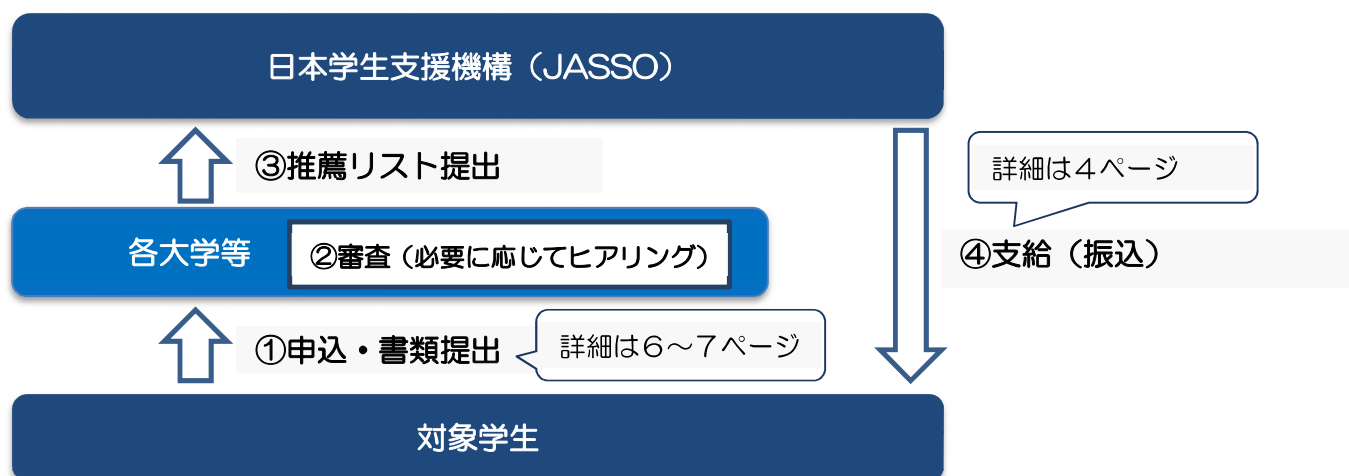 日本学生支援機構（JASSO）
③推薦リスト提出
詳細は４ページ
各大学等
②審査（必要に応じてヒアリング）
④支給（振込）
①申込・書類提出
詳細は６～７ページ
対象学生